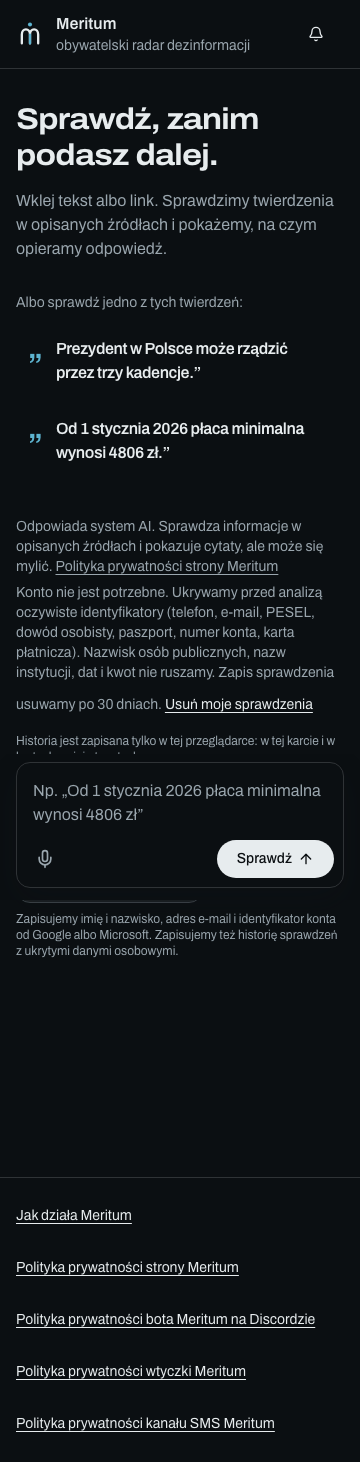 Meritum
obywatelski radar dezinformacji
Sprawdź, zanim
podasz dalej.
Wklej tekst albo link. Sprawdzimy twierdzenia
w opisanych źródłach i pokażemy, na czym
opieramy odpowiedź.
Albo sprawdź jedno z tych twierdzeń:
” Prezydent w Polsce może rządzić
przez trzy kadencje.”
” Od 1 stycznia 2026 płaca minimalna
wynosi 4806 zł.”
Odpowiada system AI. Sprawdza informacje w
opisanych źródłach i pokazuje cytaty, ale może się
mylić. Polityka prywatności strony Meritum
Konto nie jest potrzebne. Ukrywamy przed analizą
oczywiste identyfikatory (telefon, e-mail, PESEL,
dowód osobisty, paszport, numer konta, karta
płatnicza). Nazwisk osób publicznych, nazw
instytucji, dat i kwot nie ruszamy. Zapis sprawdzenia
usuwamy po 30 dniach. Usuń moje sprawdzenia
Historia jest zapisana tylko w tej przeglądarce: w tej karcie i w
Np. „Od 1 stycznia 2026 płaca minimalna
wynosi 4806 zł”
Sprawdź
Zapisujemy imię i nazwisko, adres e-mail i identyfikator konta
od Google albo Microsoft. Zapisujemy też historię sprawdzeń
z ukrytymi danymi osobowymi.
Jak działa Meritum
Polityka prywatności strony Meritum
Polityka prywatności bota Meritum na Discordzie
Polityka prywatności wtyczki Meritum
Polityka prywatności kanału SMS Meritum